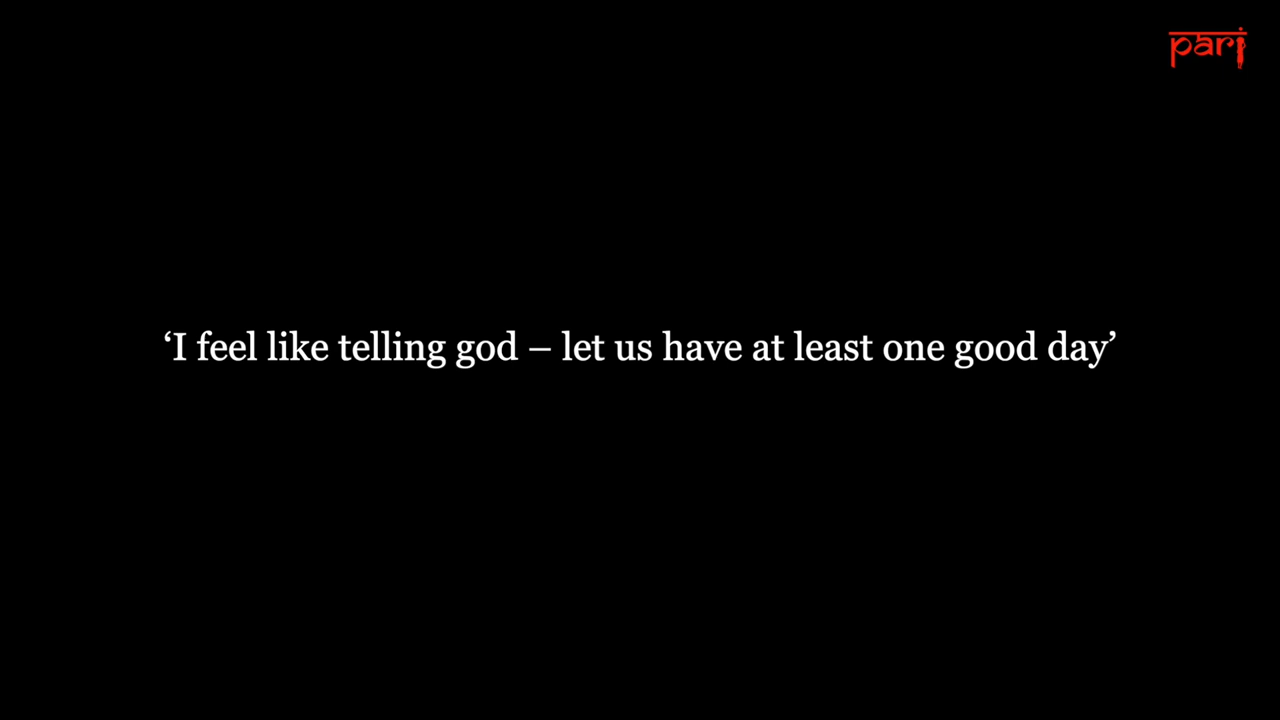 pari
‘I feel like telling god – let us have at least one good day’